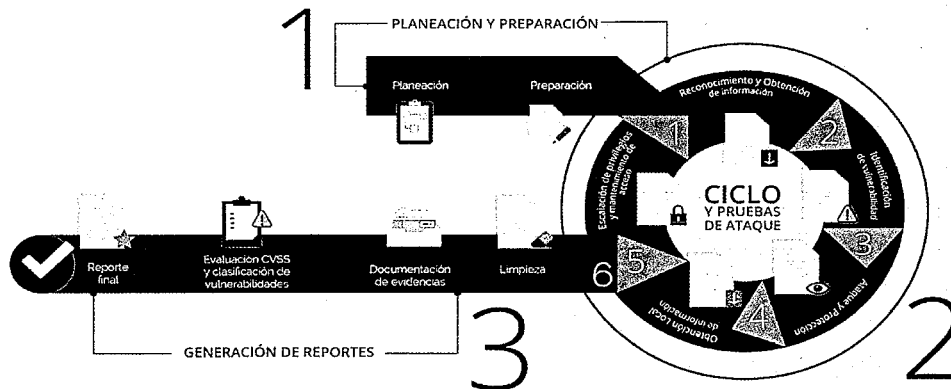 1
PLANEACIÓN Y PREPARACIÓN
Planeación
Preparación
Reconocimiento y Obtención
de información
1
2
Identificación
de vulnerabilidad
3
Ataque y Protección
4
Obtención Local
de información
5
Escalación de privilegios
y mantenimiento de
acceso
CICLO
Y PRUEBAS
DE ATAQUE
2
6
Limpieza
Documentación
de evidencias
Evaluación CVSS
y clasificación de
vulnerabilidades
Reporte
final
GENERACIÓN DE REPORTES
3